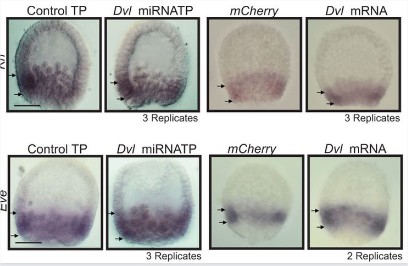 Control TP Dvl miRNATP mCherry Dvl mRNA
3 Replicates 3 Replicates
Control TP Dvl miRNATP mCherry Dvl mRNA
Eve
3 Replicates 2 Replicates